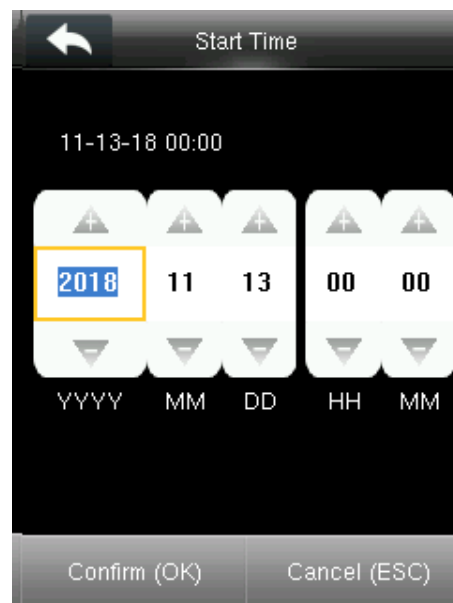 Start Time
11-13-18 00:00
+ + + + +
2018 11 13 00 00
- - - - -
YYYY MM DD HH MM
Confirm (OK) Cancel (ESC)